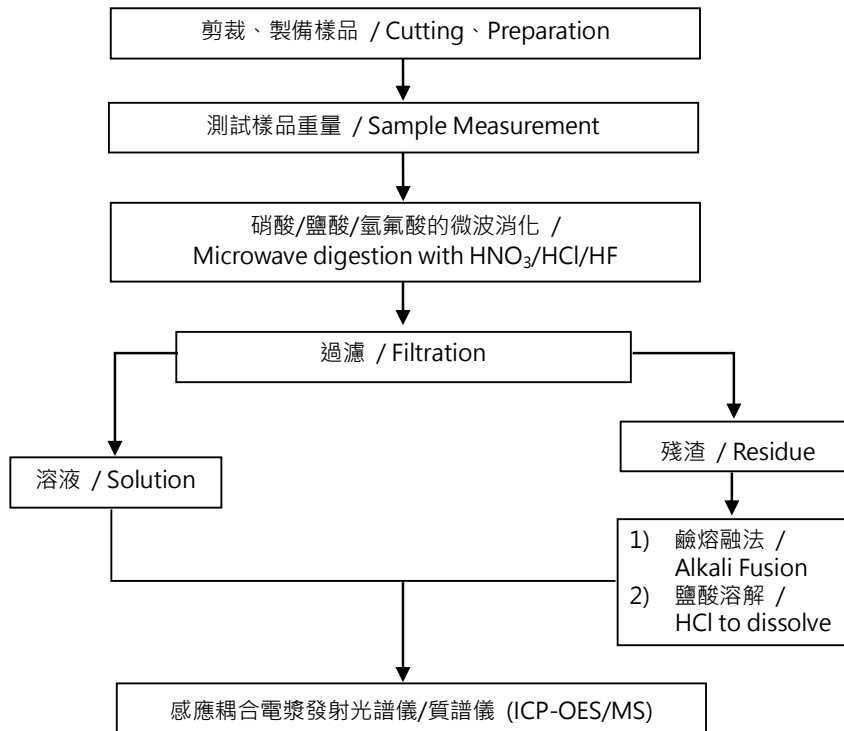 剪裁、製備樣品 / Cutting、Preparation
測試樣品重量 / Sample Measurement
硝酸/鹽酸/氫氟酸的微波消化 /
Microwave digestion with HNO₃/HCl/HF
過濾 / Filtration
溶液 / Solution
殘渣 / Residue
1) 鹼熔融法 /
Alkali Fusion
2) 鹽酸溶解 /
HCl to dissolve
感應耦合電漿發射光譜儀/質譜儀 (ICP-OES/MS)